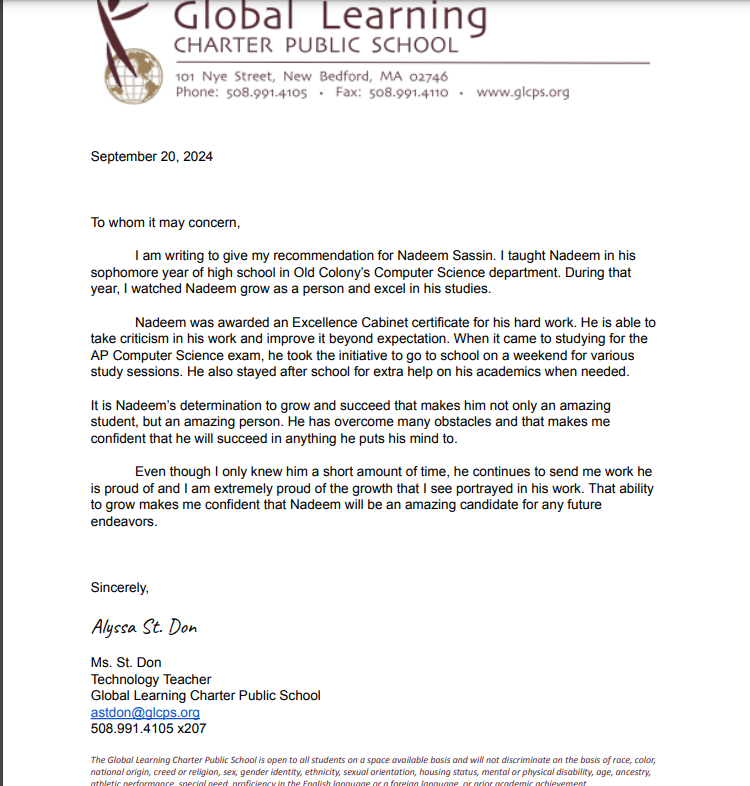 Global Learning
CHARTER PUBLIC SCHOOL
101 Nye Street, New Bedford, MA 02746
Phone: 508.991.4105 • Fax: 508.991.4110 • www.glcps.org
September 20, 2024
To whom it may concern,
I am writing to give my recommendation for Nadeem Sassin. I taught Nadeem in his
sophomore year of high school in Old Colony's Computer Science department. During that
year, I watched Nadeem grow as a person and excel in his studies.
Nadeem was awarded an Excellence Cabinet certificate for his hard work. He is able to
take criticism in his work and improve it beyond expectation. When it came to studying for the
AP Computer Science exam, he took the initiative to go to school on a weekend for various
study sessions. He also stayed after school for extra help on his academics when needed.
It is Nadeem's determination to grow and succeed that makes him not only an amazing
student, but an amazing person. He has overcome many obstacles and that makes me
confident that he will succeed in anything he puts his mind to.
Even though I only knew him a short amount of time, he continues to send me work he
is proud of and I am extremely proud of the growth that I see portrayed in his work. That ability
to grow makes me confident that Nadeem will be an amazing candidate for any future
endeavors.
Sincerely,
Alyssa St. Don
Ms. St. Don
Technology Teacher
Global Learning Charter Public School
astdon@glcps.org
508.991.4105 x207
The Global Learning Charter Public School is open to all students on a space available basis and will not discriminate on the basis of race, color,
national origin, creed or religion, sex, gender identity, ethnicity, sexual orientation, housing status, mental or physical disability, age, ancestry,
athletic performance, special need, proficiency in the English language or a foreign language, or prior academic achievement.